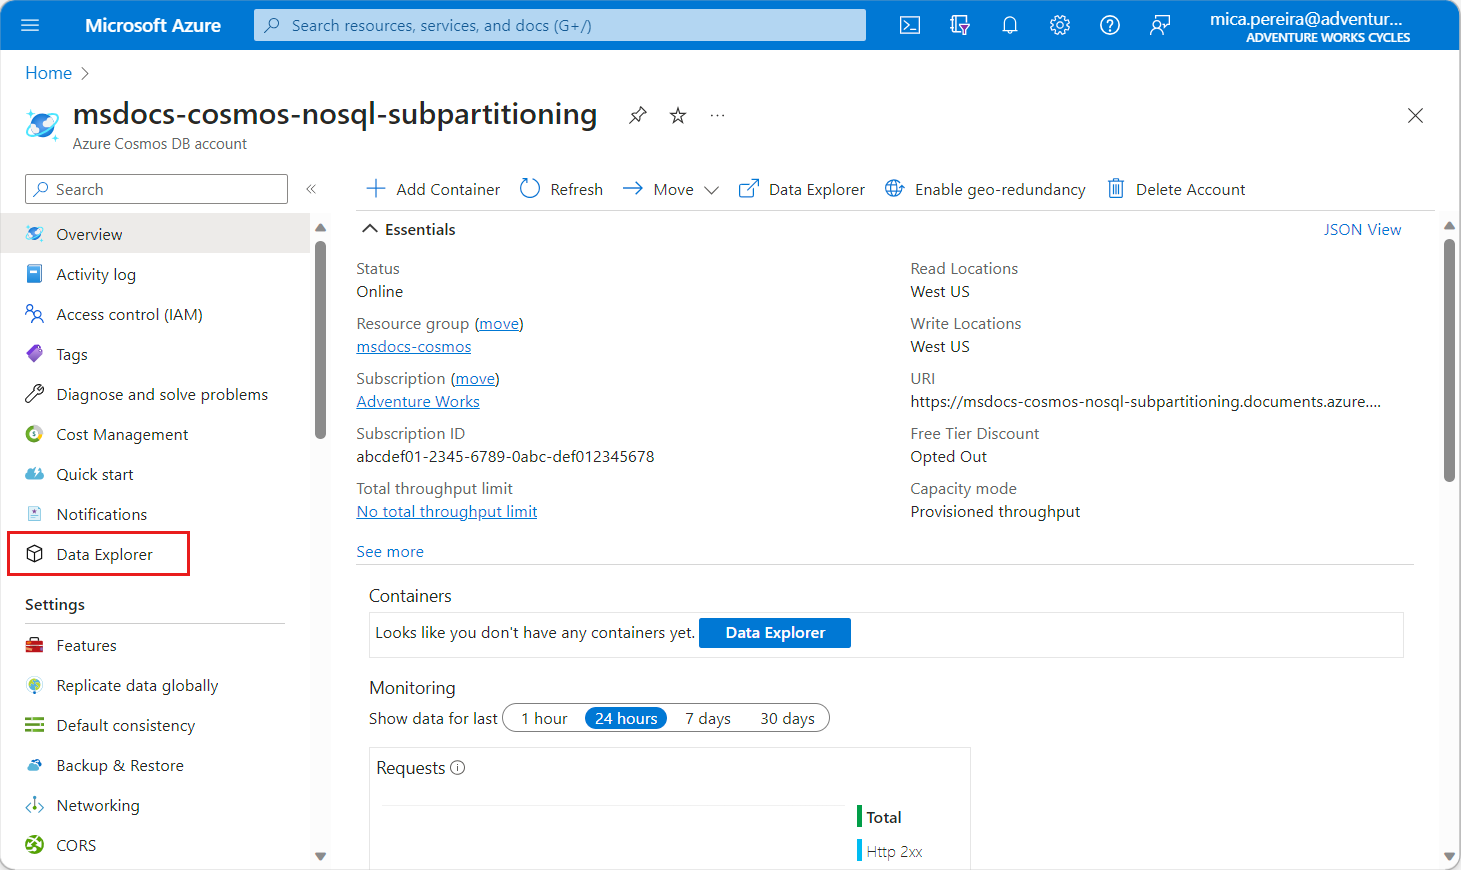 Microsoft Azure
Search resources, services, and docs (G+/)
mica.pereira@adventur...
ADVENTURE WORKS CYCLES
Home
msdocs-cosmos-nosql-subpartitioning
Azure Cosmos DB account
Search
Overview
Activity log
Access control (IAM)
Tags
Diagnose and solve problems
Cost Management
Quick start
Notifications
Data Explorer
Settings
Features
Replicate data globally
Default consistency
Backup & Restore
Networking
CORS
Add Container Refresh Move Data Explorer Enable geo-redundancy Delete Account
Essentials
JSON View
Status
Online
Resource group (move)
msdocs-cosmos
Subscription (move)
Adventure Works
Subscription ID
abcdef01-2345-6789-0abc-def012345678
Total throughput limit
No total throughput limit
See more
Read Locations
West US
Write Locations
West US
URI
https://msdocs-cosmos-nosql-subpartitioning.documents.azure....
Free Tier Discount
Opted Out
Capacity mode
Provisioned throughput
Containers
Looks like you don't have any containers yet. Data Explorer
Monitoring
Show data for last 1 hour 24 hours 7 days 30 days
Requests
Total
Http 2xx